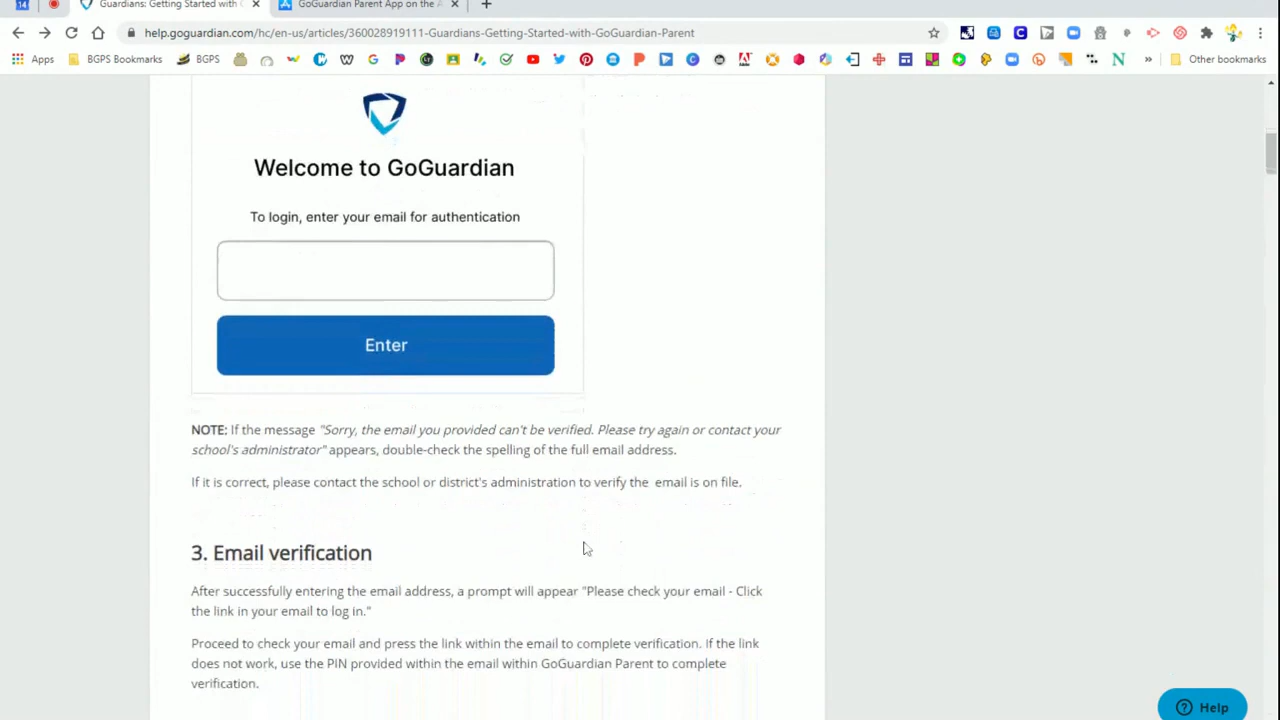 14
Guardians: Getting Started with G
GoGuardian Parent App on the A
help.goguardian.com/hc/en-us/articles/360028919111-Guardians-Getting-Started-with-GoGuardian-Parent
Apps BGPS Bookmarks BGPS Other bookmarks
Welcome to GoGuardian
To login, enter your email for authentication
Enter
NOTE: If the message "Sorry, the email you provided can't be verified. Please try again or contact your
school's administrator" appears, double-check the spelling of the full email address.
If it is correct, please contact the school or district's administration to verify the email is on file.
3. Email verification
After successfully entering the email address, a prompt will appear "Please check your email - Click
the link in your email to log in."
Proceed to check your email and press the link within the email to complete verification. If the link
does not work, use the PIN provided within the email within GoGuardian Parent to complete
verification.
Help